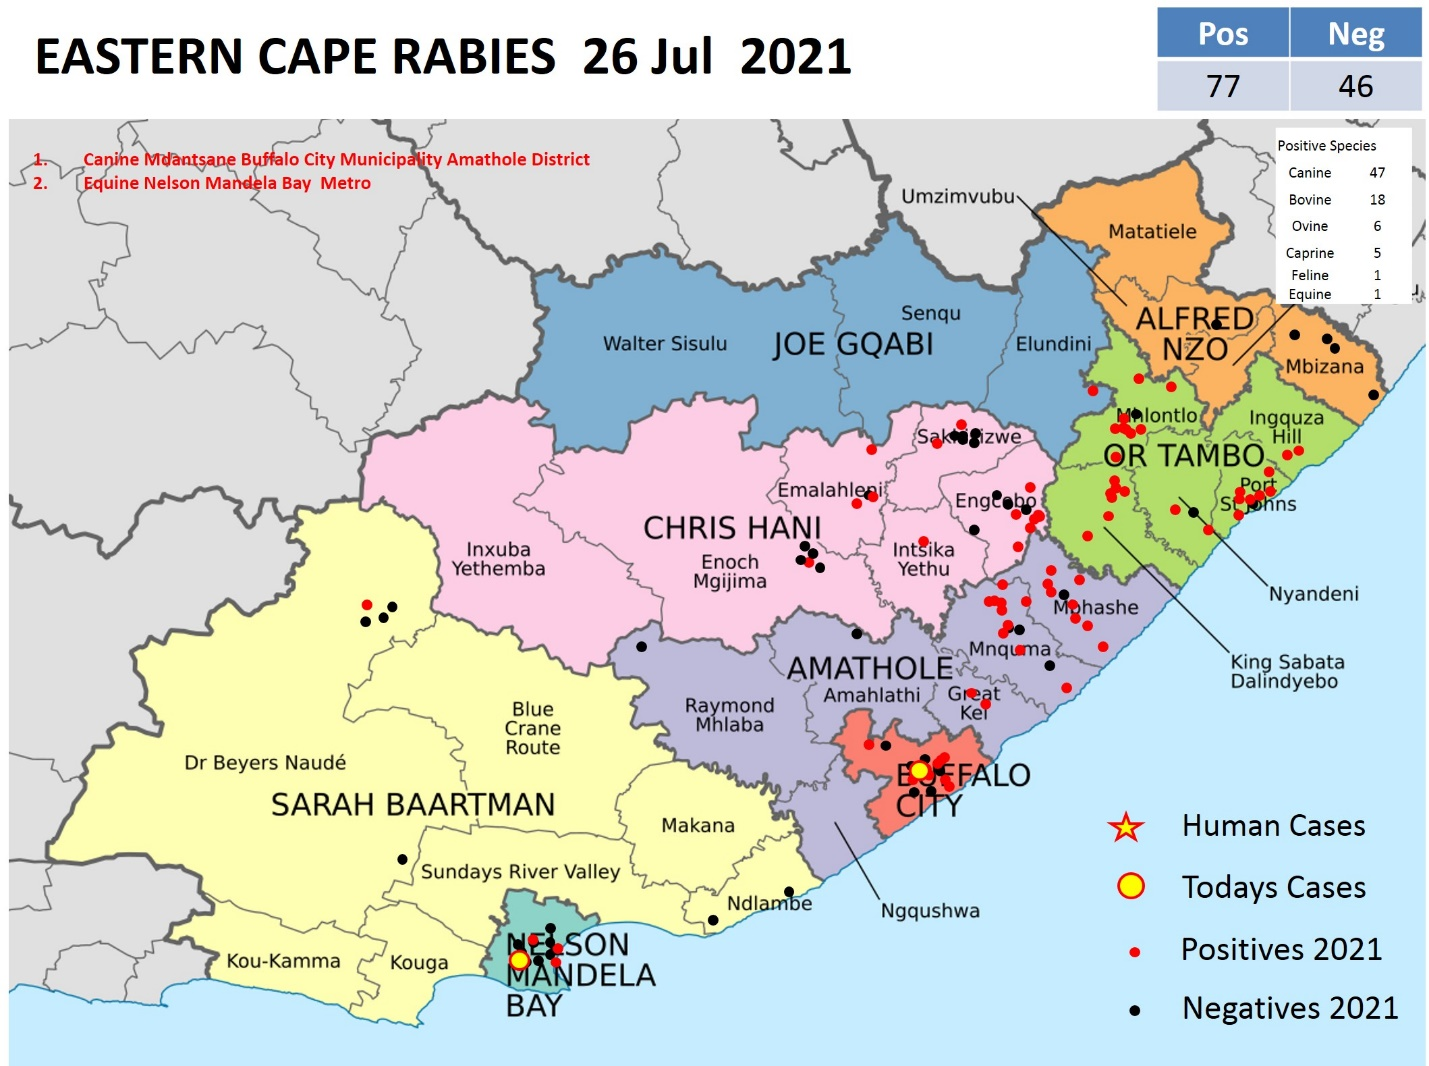 EASTERN CAPE RABIES 26 Jul 2021
Pos Neg
77 46
1. Canine Mdantsane Buffalo City Municipality Amathole District
2. Equine Nelson Mandela Bay Metro
Positive Species
Canine 47
Bovine 18
Ovine 6
Caprine 5
Feline 1
Equine 1
Umzimvubu
Matatiele
ALFRED
NZO
Mbizana
Senqu
Walter Sisulu
JOE GQABI
Elundini
Mhlontlo
Ingquza
Hill
OR TAMBO
Port
St Johns
Sakhisizwe
Emalahleni
Engcobo
CHRIS HANI
Inxuba
Yethemba
Enoch
Mgijima
Intsika
Yethu
Nyandeni
Mbhashe
Mnquma
King Sabata
Dalindyebo
AMATHOLE
Amahlathi
Great
Kei
Raymond
Mhlaba
Blue
Crane
Route
Dr Beyers Naudé
SARAH BAARTMAN
BUFFALO
CITY
Makana
Sundays River Valley
Ndlambe
Ngqushwa
Kou-Kamma
Kouga
NELSON
MANDELA
BAY
Human Cases
Todays Cases
Positives 2021
Negatives 2021